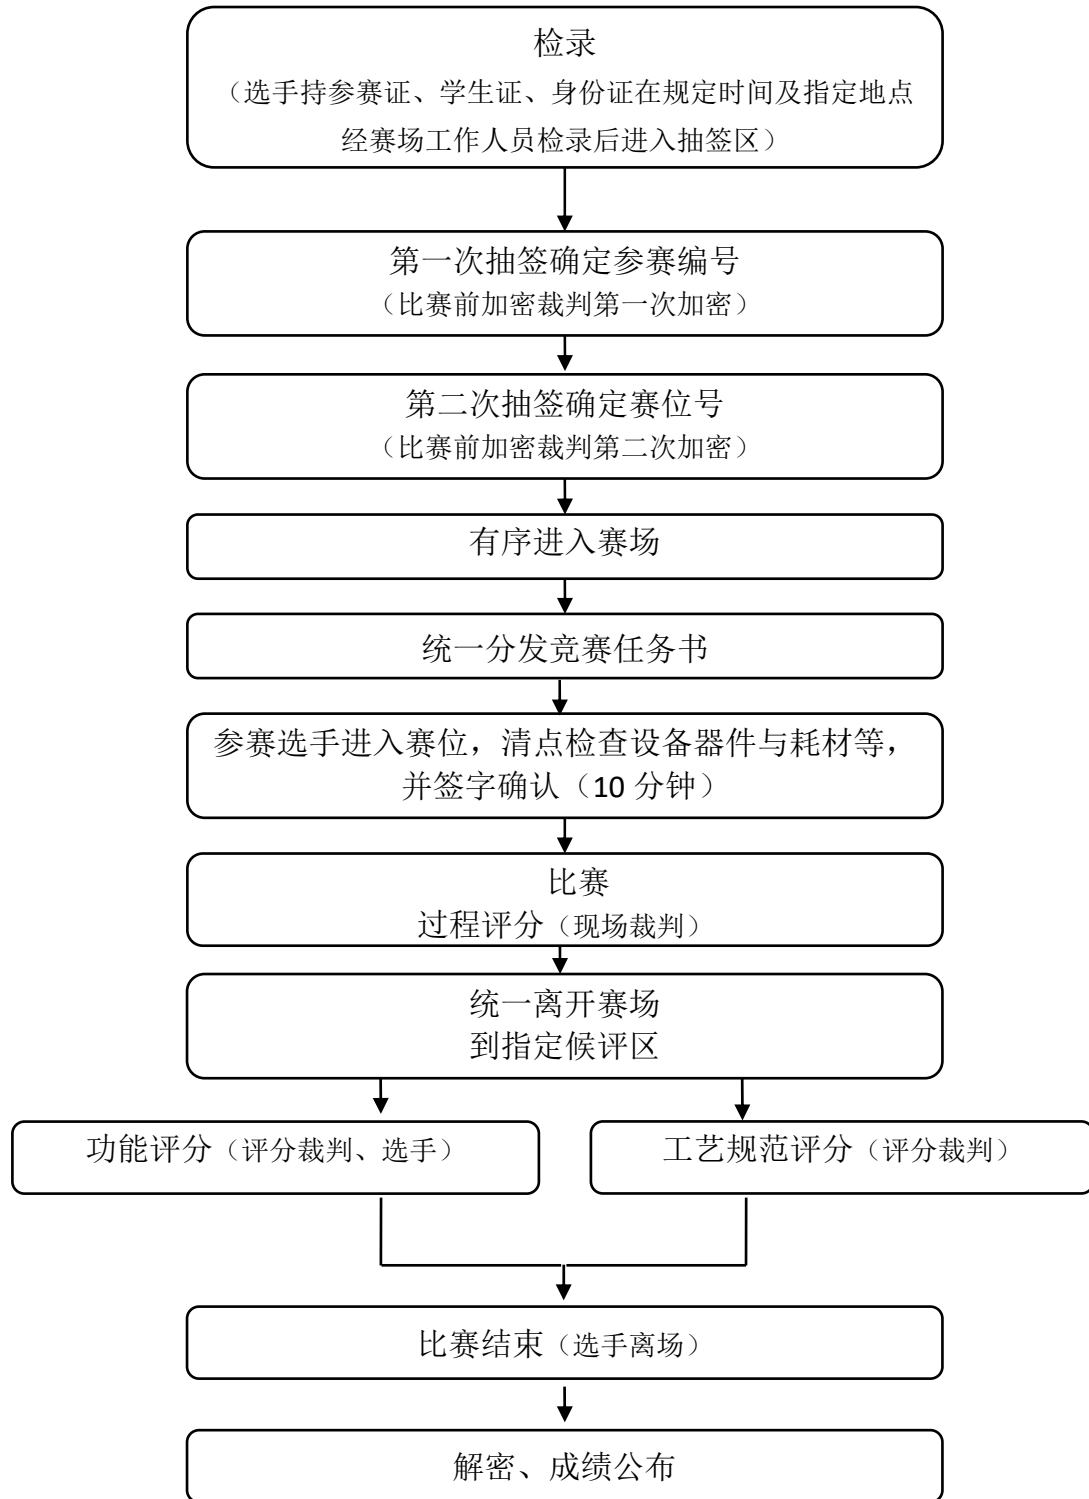 检录
（选手持参赛证、学生证、身份证在规定时间及指定地点
经赛场工作人员检录后进入抽签区）
第一次抽签确定参赛编号
（比赛前加密裁判第一次加密）
第二次抽签确定赛位号
（比赛前加密裁判第二次加密）
有序进入赛场
统一分发竞赛任务书
参赛选手进入赛位，清点检查设备器件与耗材等，
并签字确认（10 分钟）
比赛
过程评分（现场裁判）
统一离开赛场
到指定候评区
功能评分（评分裁判、选手）
工艺规范评分（评分裁判）
比赛结束（选手离场）
解密、成绩公布